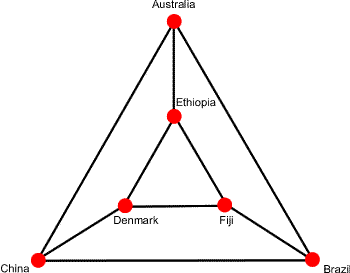 Australia
Ethiopia
Denmark
Fiji
China
Brazil